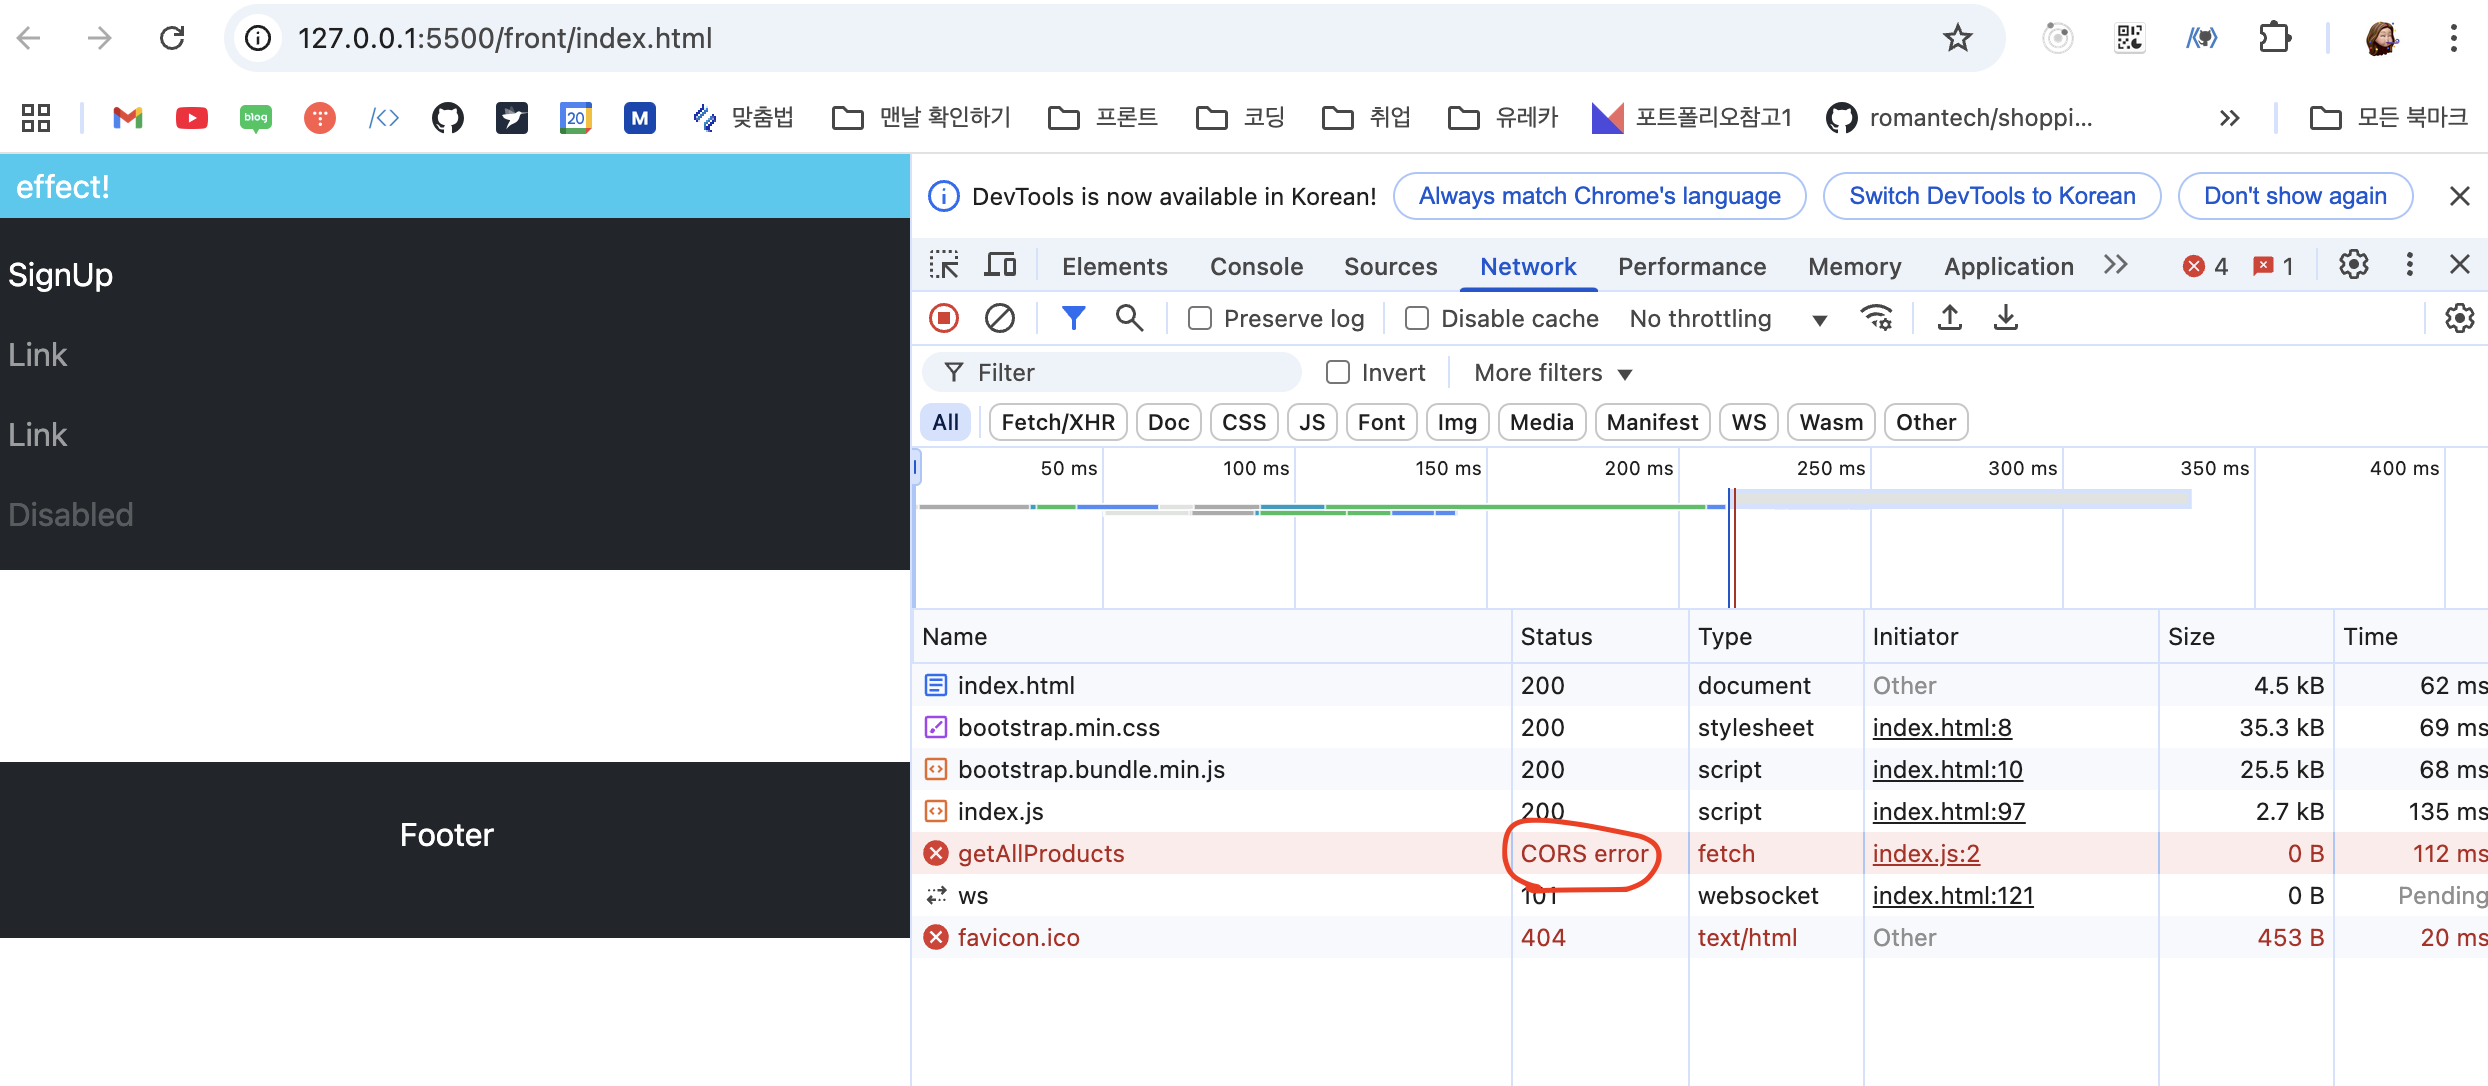 127.0.0.1:5500/front/index.html
blog 20 M 맞춤법 맨날 확인하기 프론트 코딩 취업 유레카 포트폴리오참고1 romantech/shoppi... 모든 북마크
effect!
SignUp
Link
Link
Disabled
Footer
DevTools is now available in Korean! Always match Chrome's language Switch DevTools to Korean Don't show again
Elements Console Sources Network Performance Memory Application 4 1
Preserve log Disable cache No throttling
Filter Invert More filters
All Fetch/XHR Doc CSS JS Font Img Media Manifest WS Wasm Other
50 ms 100 ms 150 ms 200 ms 250 ms 300 ms 350 ms 400 ms
Name Status Type Initiator Size Time
index.html 200 document Other 4.5 kB 62 ms
bootstrap.min.css 200 stylesheet index.html:8 35.3 kB 69 ms
bootstrap.bundle.min.js 200 script index.html:10 25.5 kB 68 ms
index.js 200 script index.html:97 2.7 kB 135 ms
getAllProducts CORS error fetch index.js:2 0 B 112 ms
ws 101 websocket index.html:121 0 B Pending
favicon.ico 404 text/html Other 453 B 20 ms